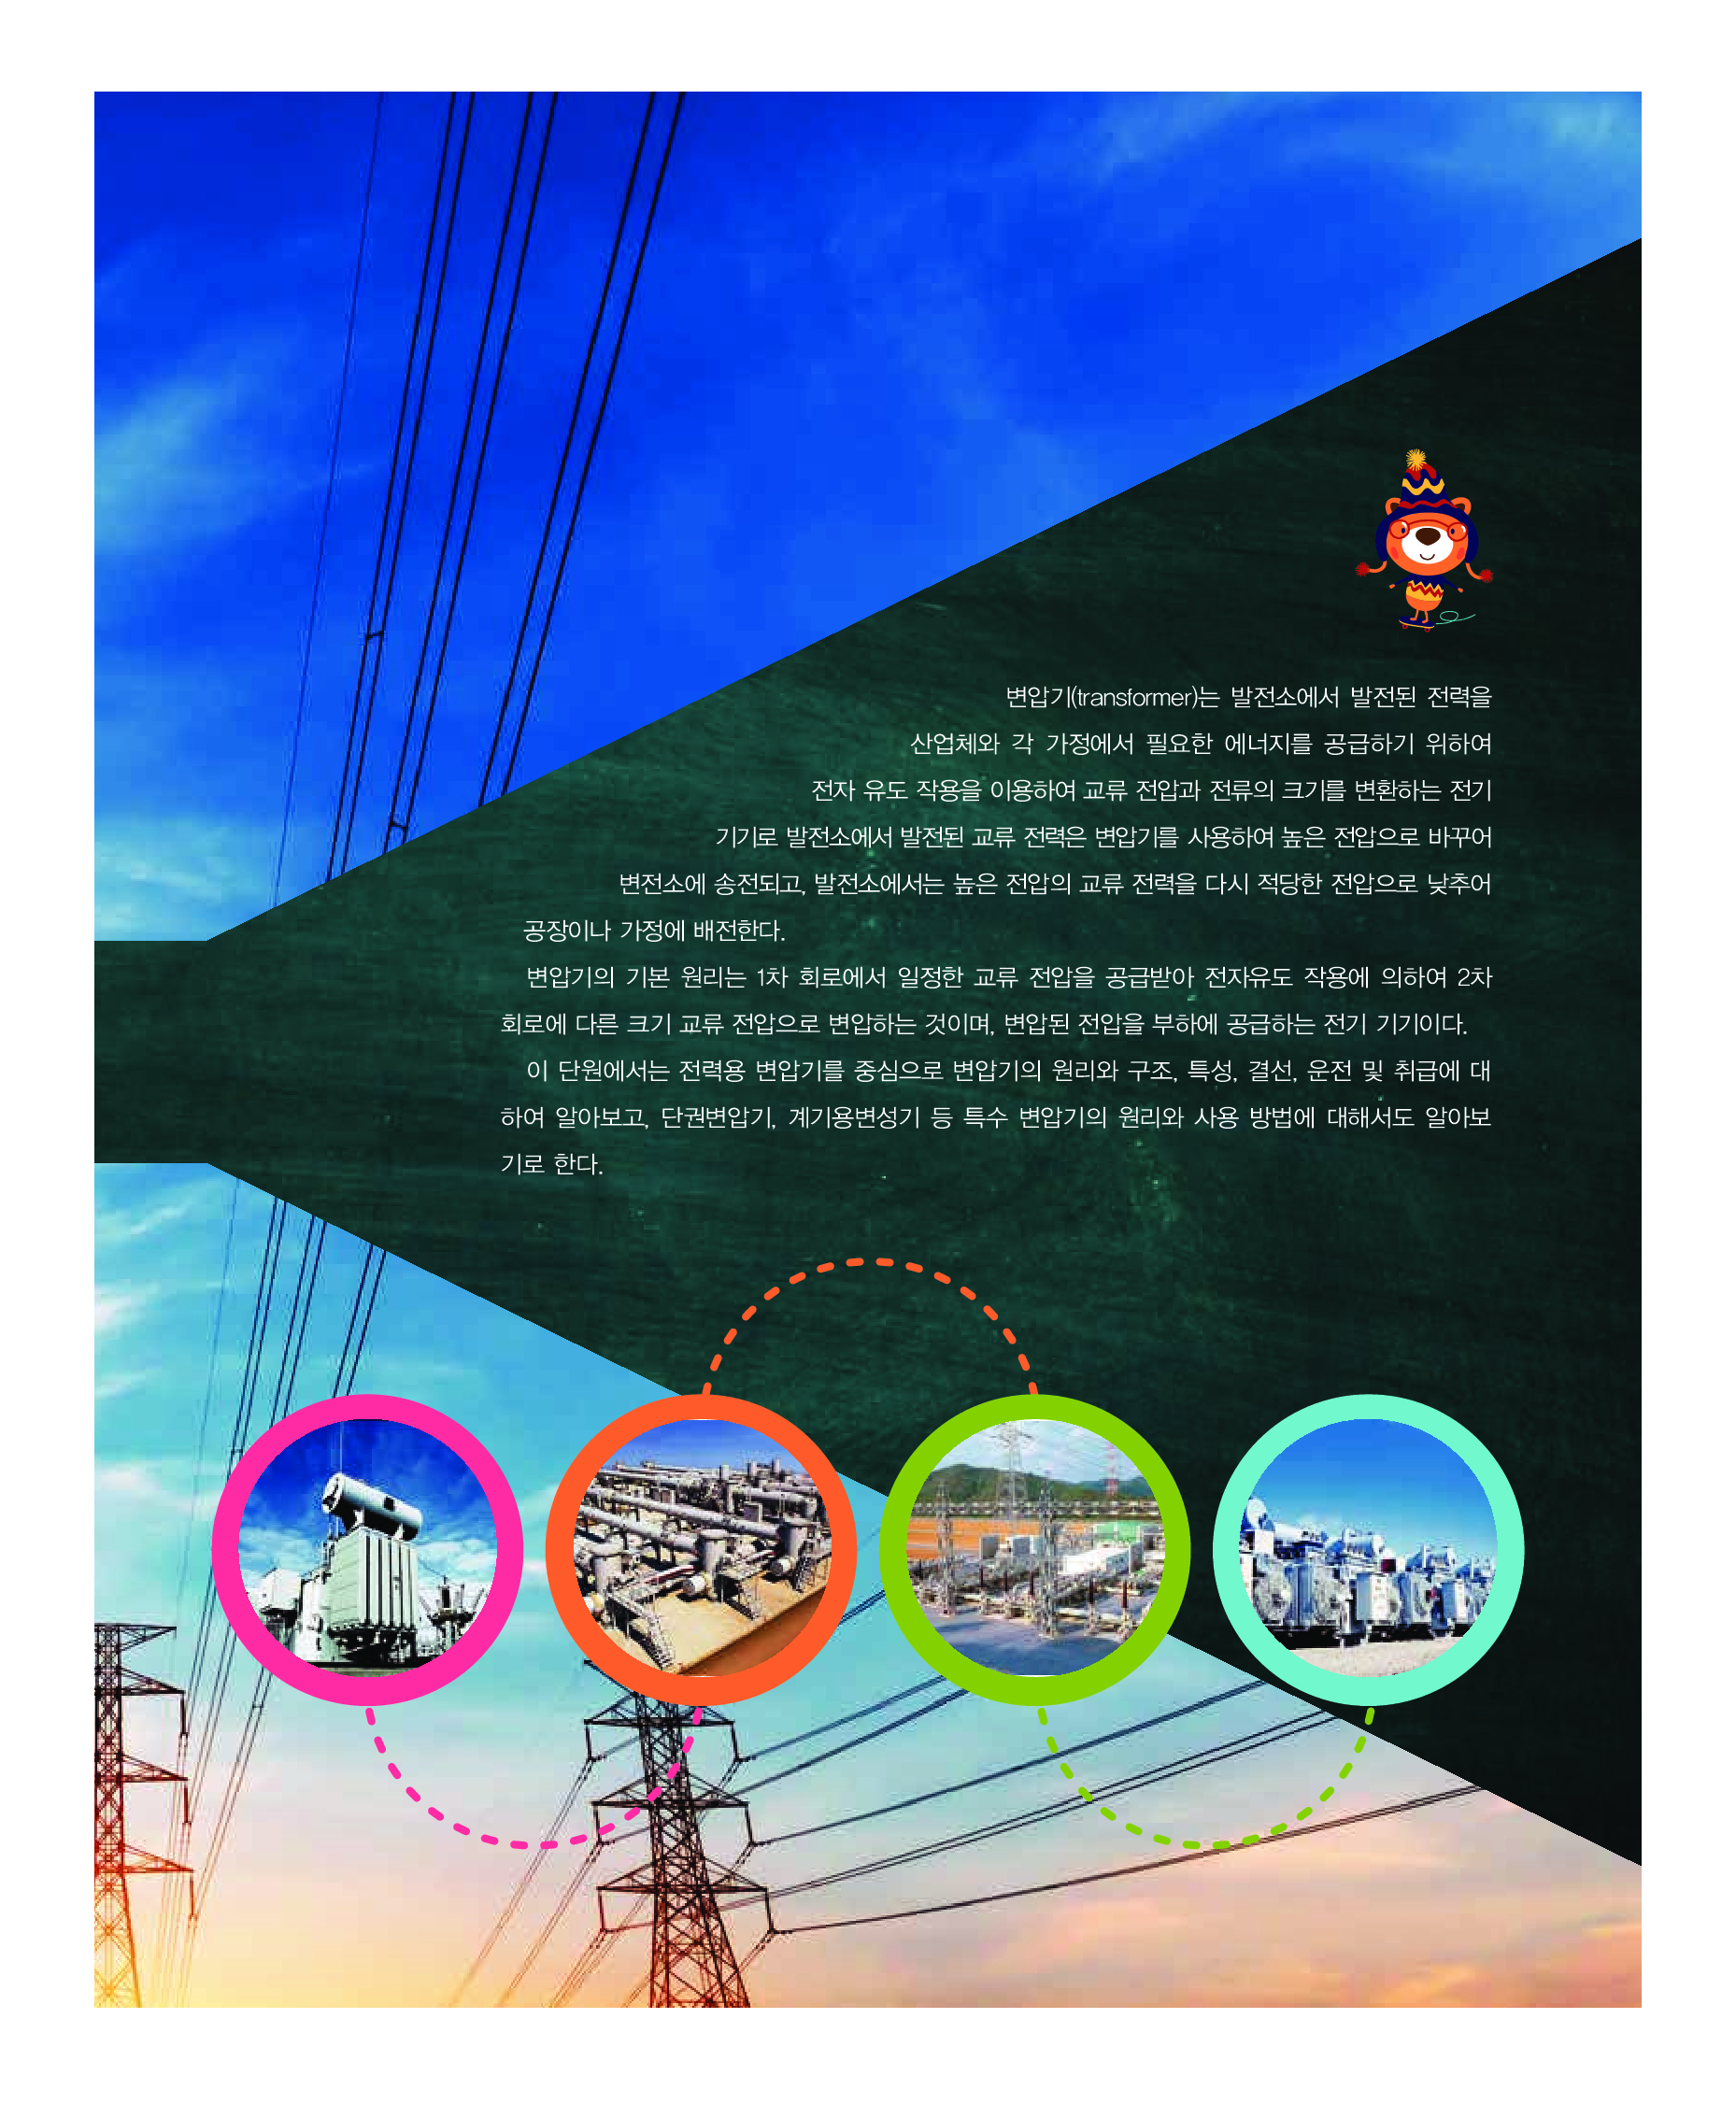 변압기(transformer)는 발전소에서 발전된 전력을
산업체와 각 가정에서 필요한 에너지를 공급하기 위하여
전자 유도 작용을 이용하여 교류 전압과 전류의 크기를 변환하는 전기
기기로 발전소에서 발전된 교류 전력은 변압기를 사용하여 높은 전압으로 바꾸어
변전소에 송전되고, 발전소에서는 높은 전압의 교류 전력을 다시 적당한 전압으로 낮추어
공장이나 가정에 배전한다.
변압기의 기본 원리는 1차 회로에서 일정한 교류 전압을 공급받아 전자유도 작용에 의하여 2차
회로에 다른 크기 교류 전압으로 변압하는 것이며, 변압된 전압을 부하에 공급하는 전기 기기이다.
이 단원에서는 전력용 변압기를 중심으로 변압기의 원리와 구조, 특성, 결선, 운전 및 취급에 대
하여 알아보고, 단권변압기, 계기용변성기 등 특수 변압기의 원리와 사용 방법에 대해서도 알아보
기로 한다.